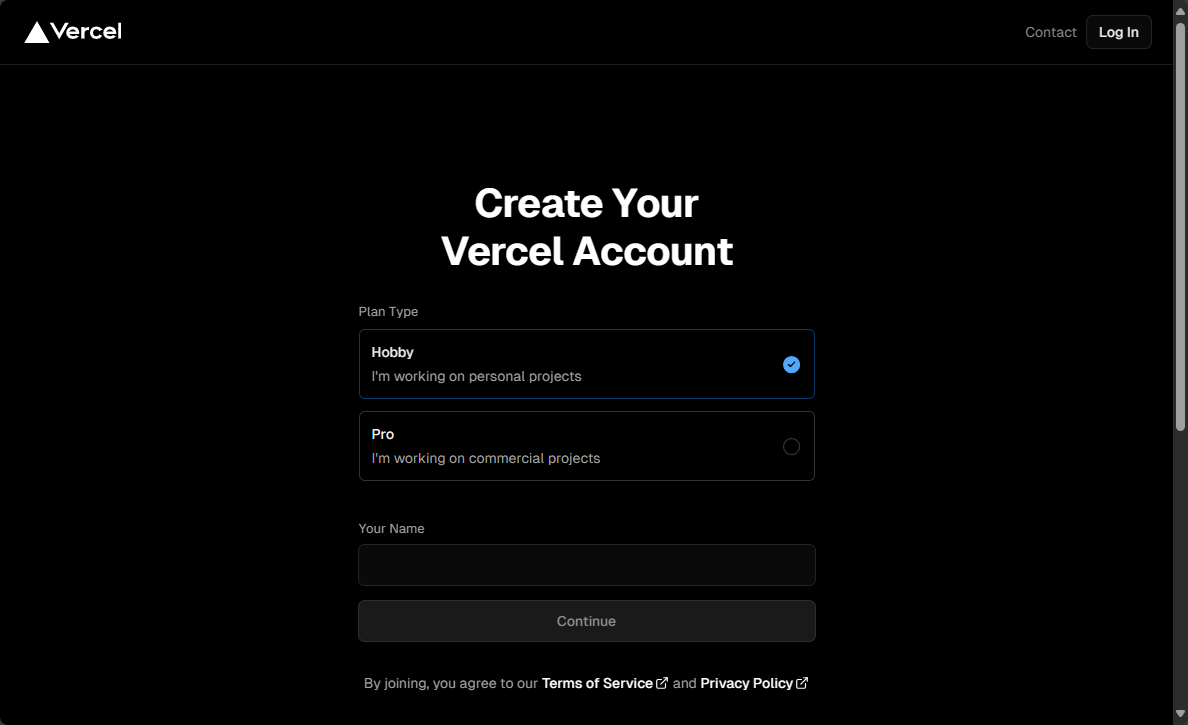 Vercel
Contact
Log In
Create Your
Vercel Account
Plan Type
Hobby
I'm working on personal projects
Pro
I'm working on commercial projects
Your Name
Continue
By joining, you agree to our Terms of Service and Privacy Policy